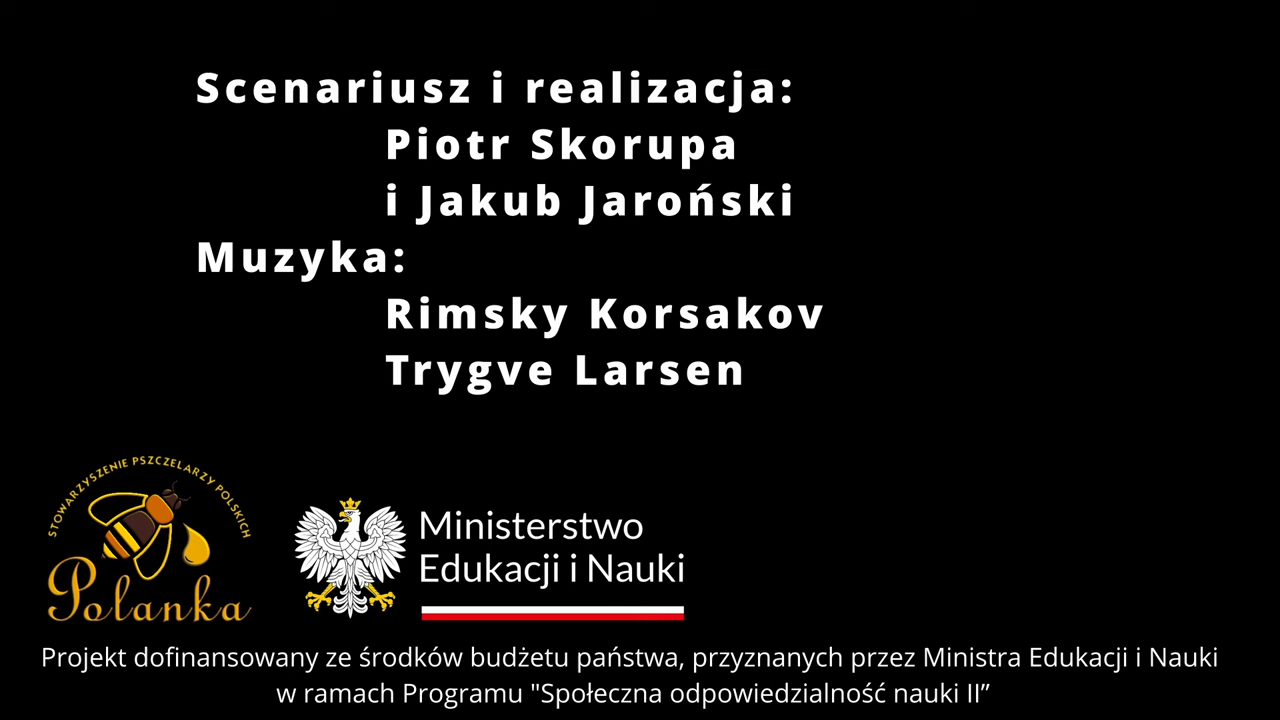 Scenariusz i realizacja:
Piotr Skorupa
i Jakub Jaroński
Muzyka:
Rimsky Korsakov
Trygve Larsen
STOWARZYSZENIE PSZCZELARZY POLSKICH
Polanka
Ministerstwo
Edukacji i Nauki
Projekt dofinansowany ze środków budżetu państwa, przyznanych przez Ministra Edukacji i Nauki
w ramach Programu "Społeczna odpowiedzialność nauki II”